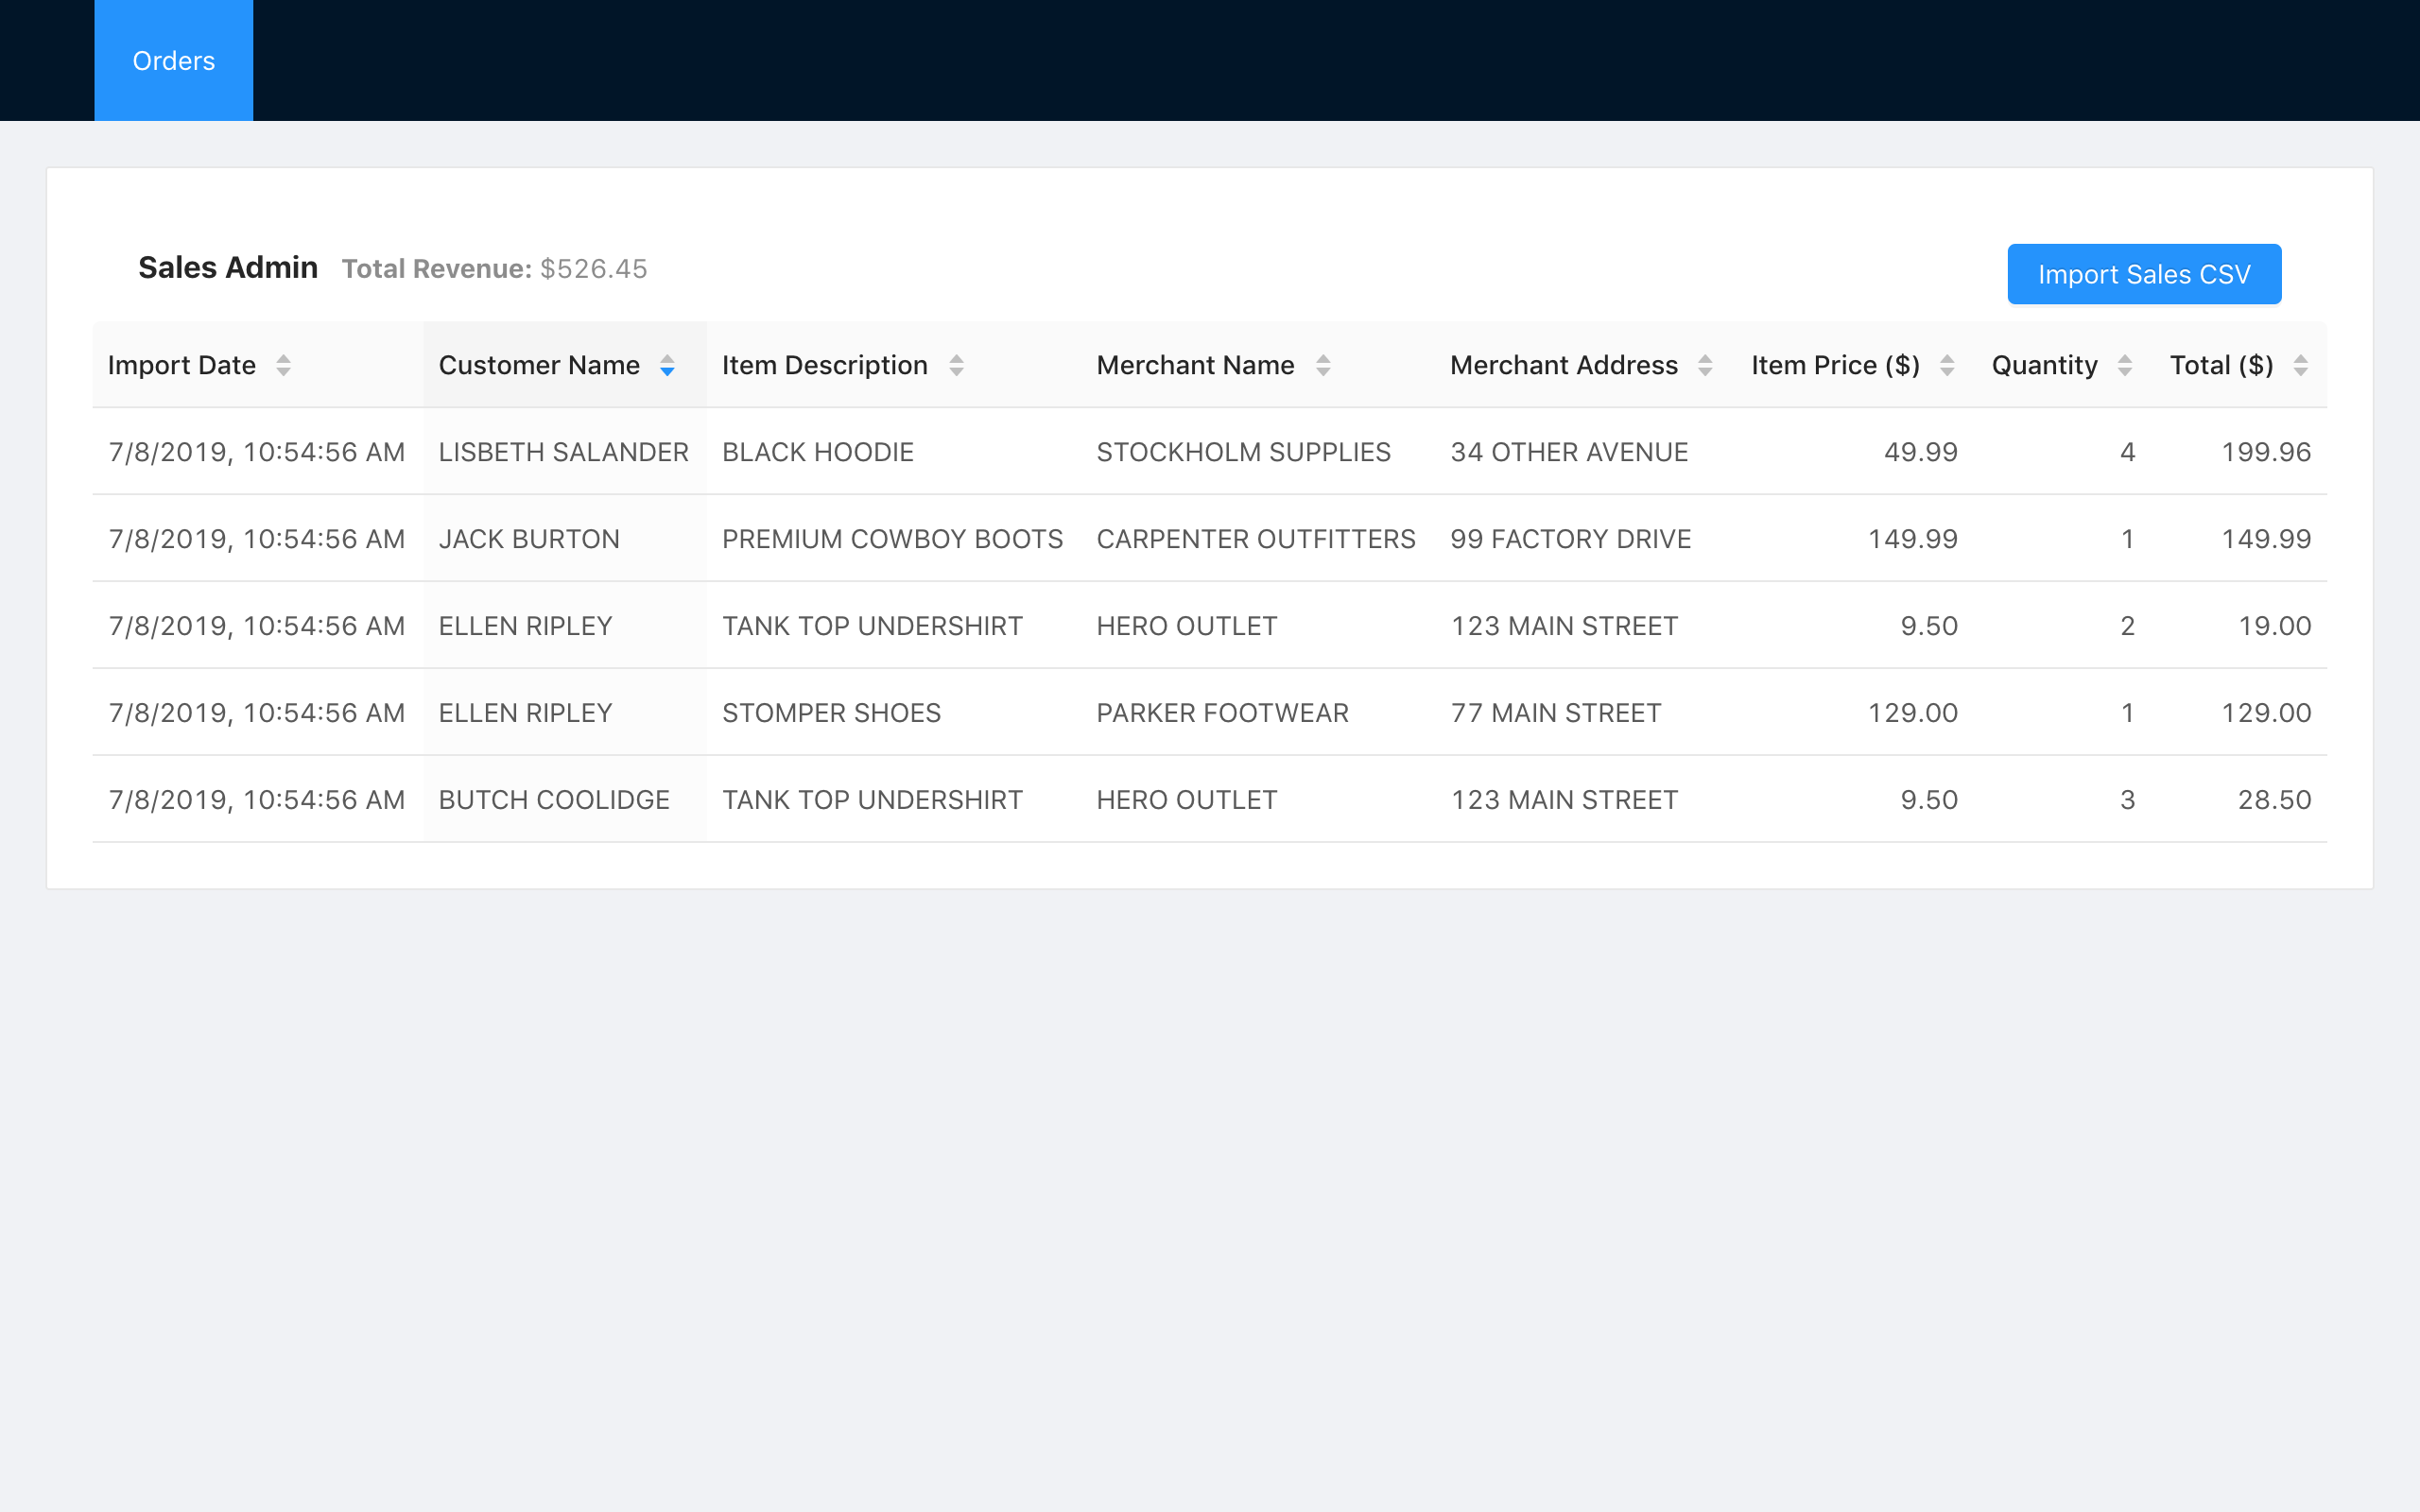 Orders
Sales Admin Total Revenue: $526.45
Import Sales CSV
Import Date Customer Name Item Description Merchant Name Merchant Address Item Price ($) Quantity Total ($)
7/8/2019, 10:54:56 AM LISBETH SALANDER BLACK HOODIE STOCKHOLM SUPPLIES 34 OTHER AVENUE 49.99 4 199.96
7/8/2019, 10:54:56 AM JACK BURTON PREMIUM COWBOY BOOTS CARPENTER OUTFITTERS 99 FACTORY DRIVE 149.99 1 149.99
7/8/2019, 10:54:56 AM ELLEN RIPLEY TANK TOP UNDERSHIRT HERO OUTLET 123 MAIN STREET 9.50 2 19.00
7/8/2019, 10:54:56 AM ELLEN RIPLEY STOMPER SHOES PARKER FOOTWEAR 77 MAIN STREET 129.00 1 129.00
7/8/2019, 10:54:56 AM BUTCH COOLIDGE TANK TOP UNDERSHIRT HERO OUTLET 123 MAIN STREET 9.50 3 28.50